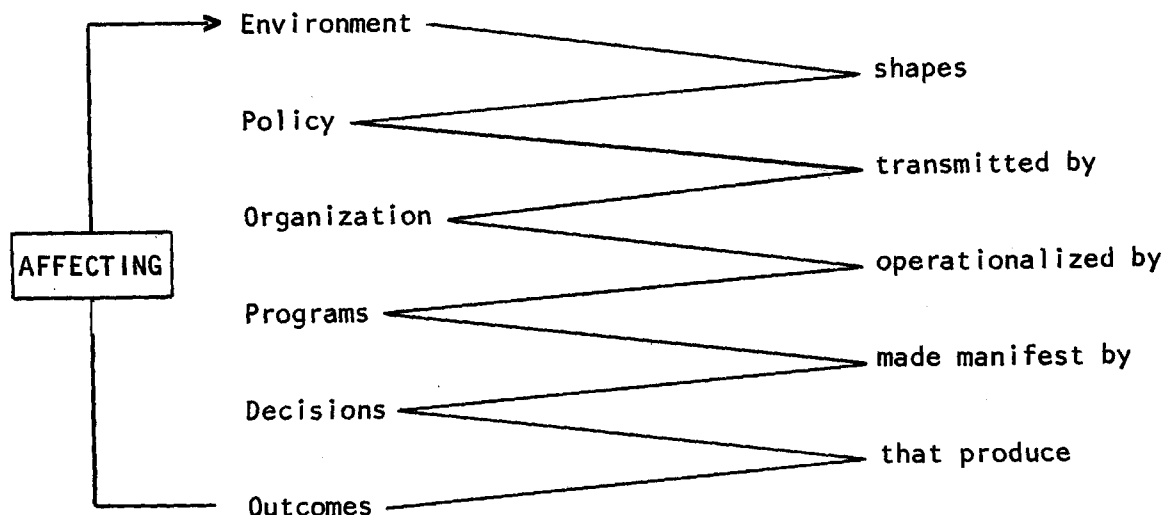 Environment
shapes
Policy
transmitted by
Organization
operationalized by
AFFECTING
Programs
made manifest by
Decisions
that produce
Outcomes